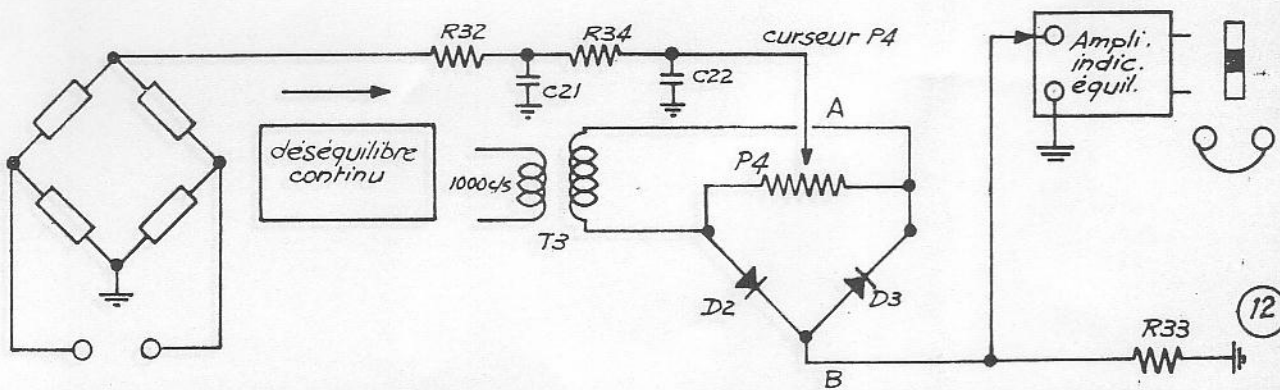 R32
R34
curseur P4
C21
C22
A
Ampli.
indic.
équil.
déséquilibre
continu
1000c/s
T3
P4
D2
D3
B
R33
12